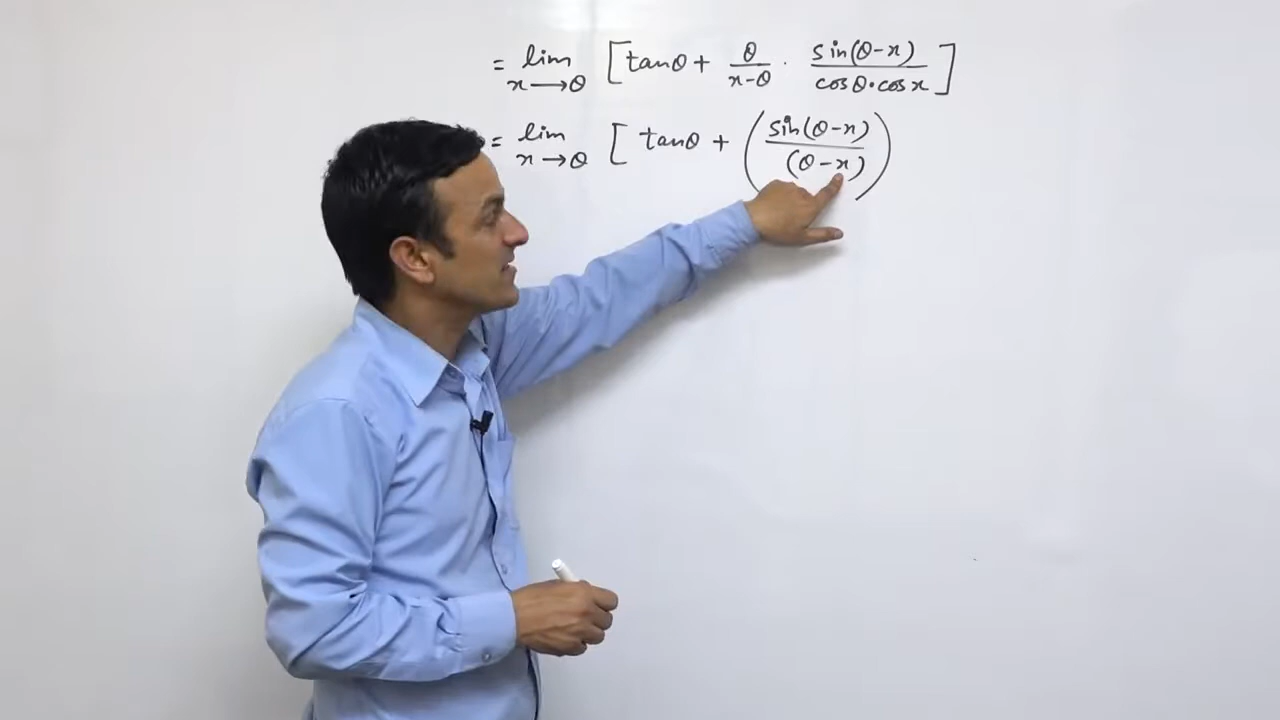 = lim x→θ [tanθ + θ/(x-θ) · sin(θ-x)/(cosθ·cosx)]
= lim x→θ [ tanθ + (sin(θ-x)/(θ-x))